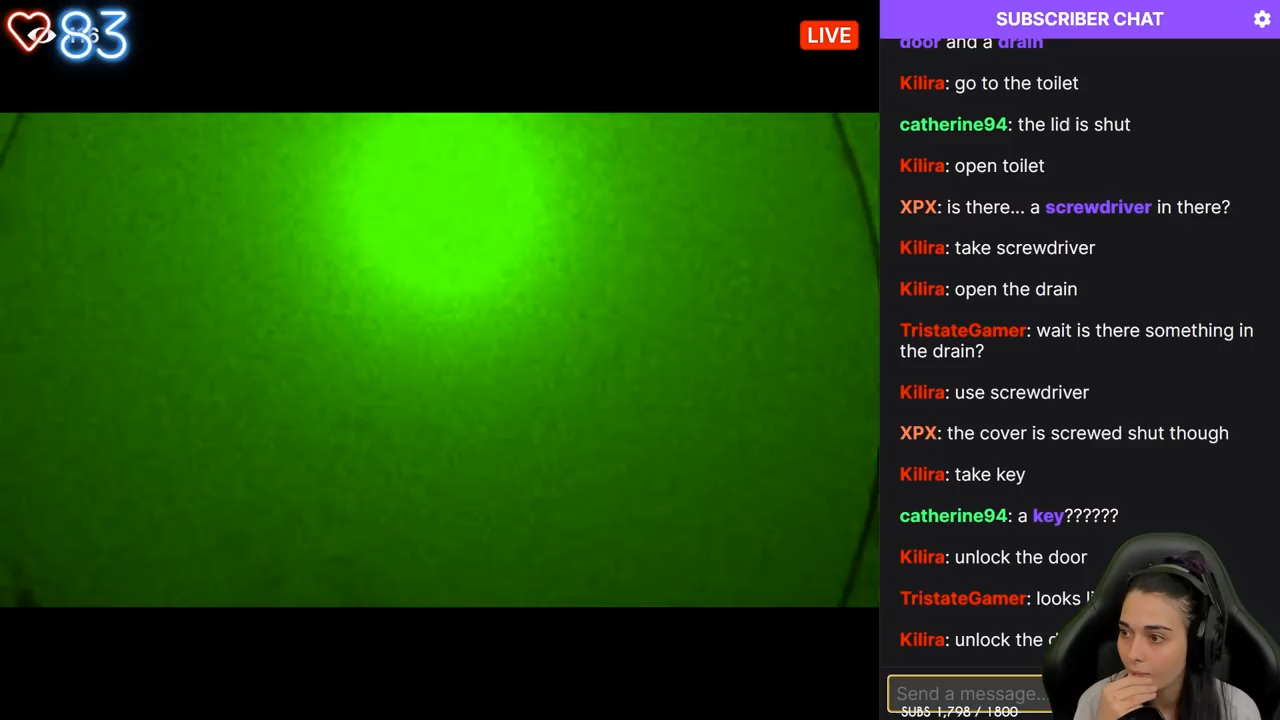 83
LIVE
SUBSCRIBER CHAT
door and a drain
Kilira: go to the toilet
catherine94: the lid is shut
Kilira: open toilet
XPX: is there... a screwdriver in there?
Kilira: take screwdriver
Kilira: open the drain
TristateGamer: wait is there something in
the drain?
Kilira: use screwdriver
XPX: the cover is screwed shut though
Kilira: take key
catherine94: a key??????
Kilira: unlock the door
TristateGamer: looks
Kilira: unlock the
Send a message...
SUBS 1,798 / 1800